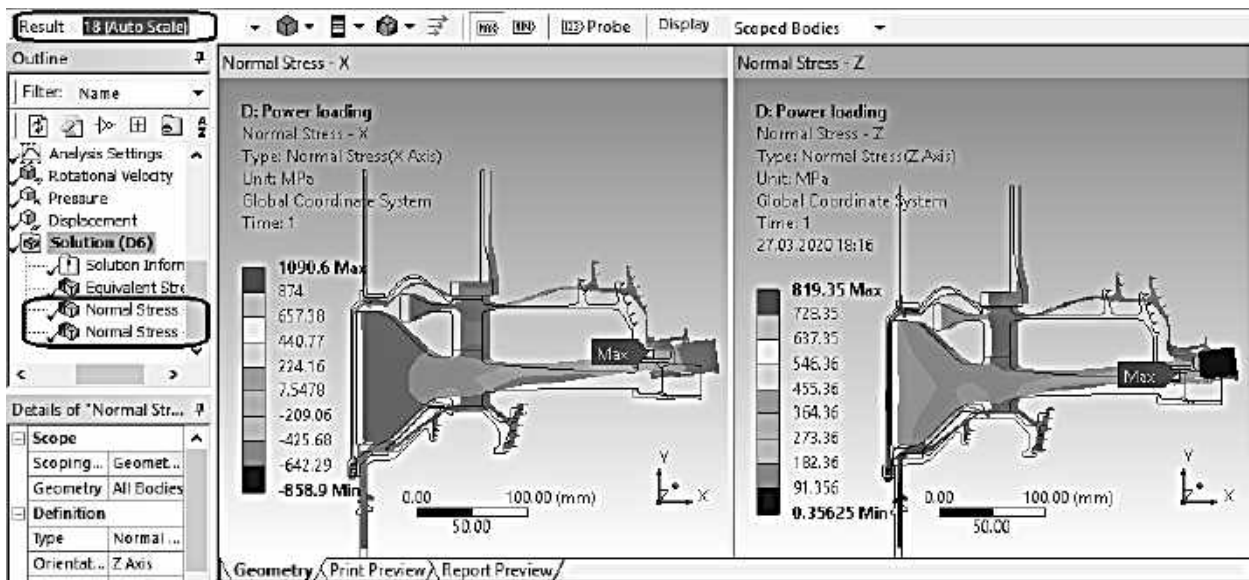 Result 18 (Auto Scale)
Probe Display Scoped Bodies
Outline
Filter: Name
Analysis Settings
Rotational Velocity
Pressure
Displacement
Solution (D6)
Solution Inform
Equivalent Stre
Normal Stress
Normal Stress
Details of "Normal Str...
Scope
Scoping... Geomet...
Geometry All Bodies
Definition
Type Normal ...
Orientat... Z Axis
Normal Stress - X
D: Power loading
Normal Stress - X
Type: Normal Stress(X Axis)
Unit: MPa
Global Coordinate System
Time: 1
1090.6 Max
874
657.38
440.77
224.16
7.5478
-209.06
-425.68
-642.29
-858.9 Min
Max
0.00 100.00 (mm)
50.00
Y
Z X
Normal Stress - Z
D: Power loading
Normal Stress - Z
Type: Normal Stress(Z Axis)
Unit: MPa
Global Coordinate System
Time: 1
27.03.2020 18:16
819.35 Max
728.35
637.35
546.36
455.36
364.36
273.36
182.36
91.356
0.35625 Min
Max
0.00 100.00 (mm)
50.00
Y
Z X
Geometry Print Preview Report Preview